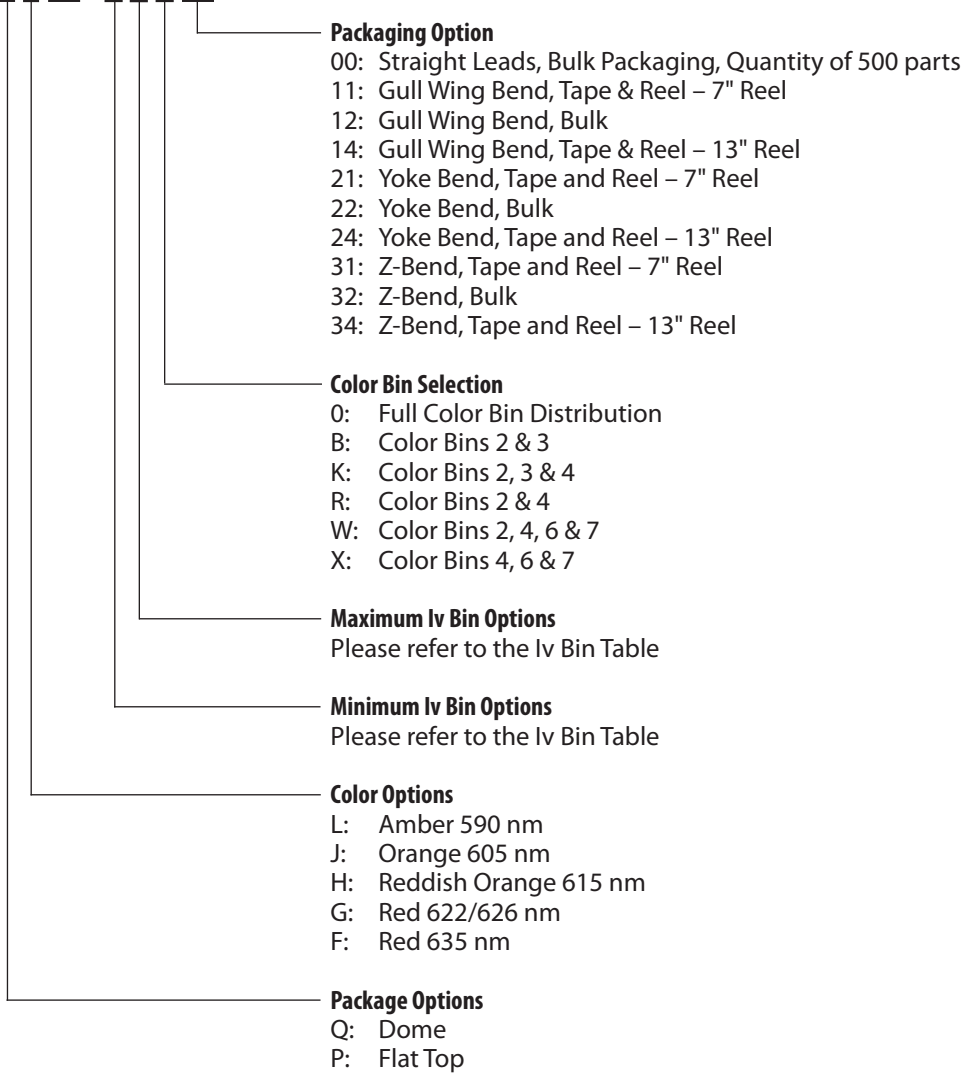 Packaging Option
00: Straight Leads, Bulk Packaging, Quantity of 500 parts
11: Gull Wing Bend, Tape & Reel – 7" Reel
12: Gull Wing Bend, Bulk
14: Gull Wing Bend, Tape & Reel – 13" Reel
21: Yoke Bend, Tape and Reel – 7" Reel
22: Yoke Bend, Bulk
24: Yoke Bend, Tape and Reel – 13" Reel
31: Z-Bend, Tape and Reel – 7" Reel
32: Z-Bend, Bulk
34: Z-Bend, Tape and Reel – 13" Reel
Color Bin Selection
0: Full Color Bin Distribution
B: Color Bins 2 & 3
K: Color Bins 2, 3 & 4
R: Color Bins 2 & 4
W: Color Bins 2, 4, 6 & 7
X: Color Bins 4, 6 & 7
Maximum Iv Bin Options
Please refer to the Iv Bin Table
Minimum Iv Bin Options
Please refer to the Iv Bin Table
Color Options
L: Amber 590 nm
J: Orange 605 nm
H: Reddish Orange 615 nm
G: Red 622/626 nm
F: Red 635 nm
Package Options
Q: Dome
P: Flat Top